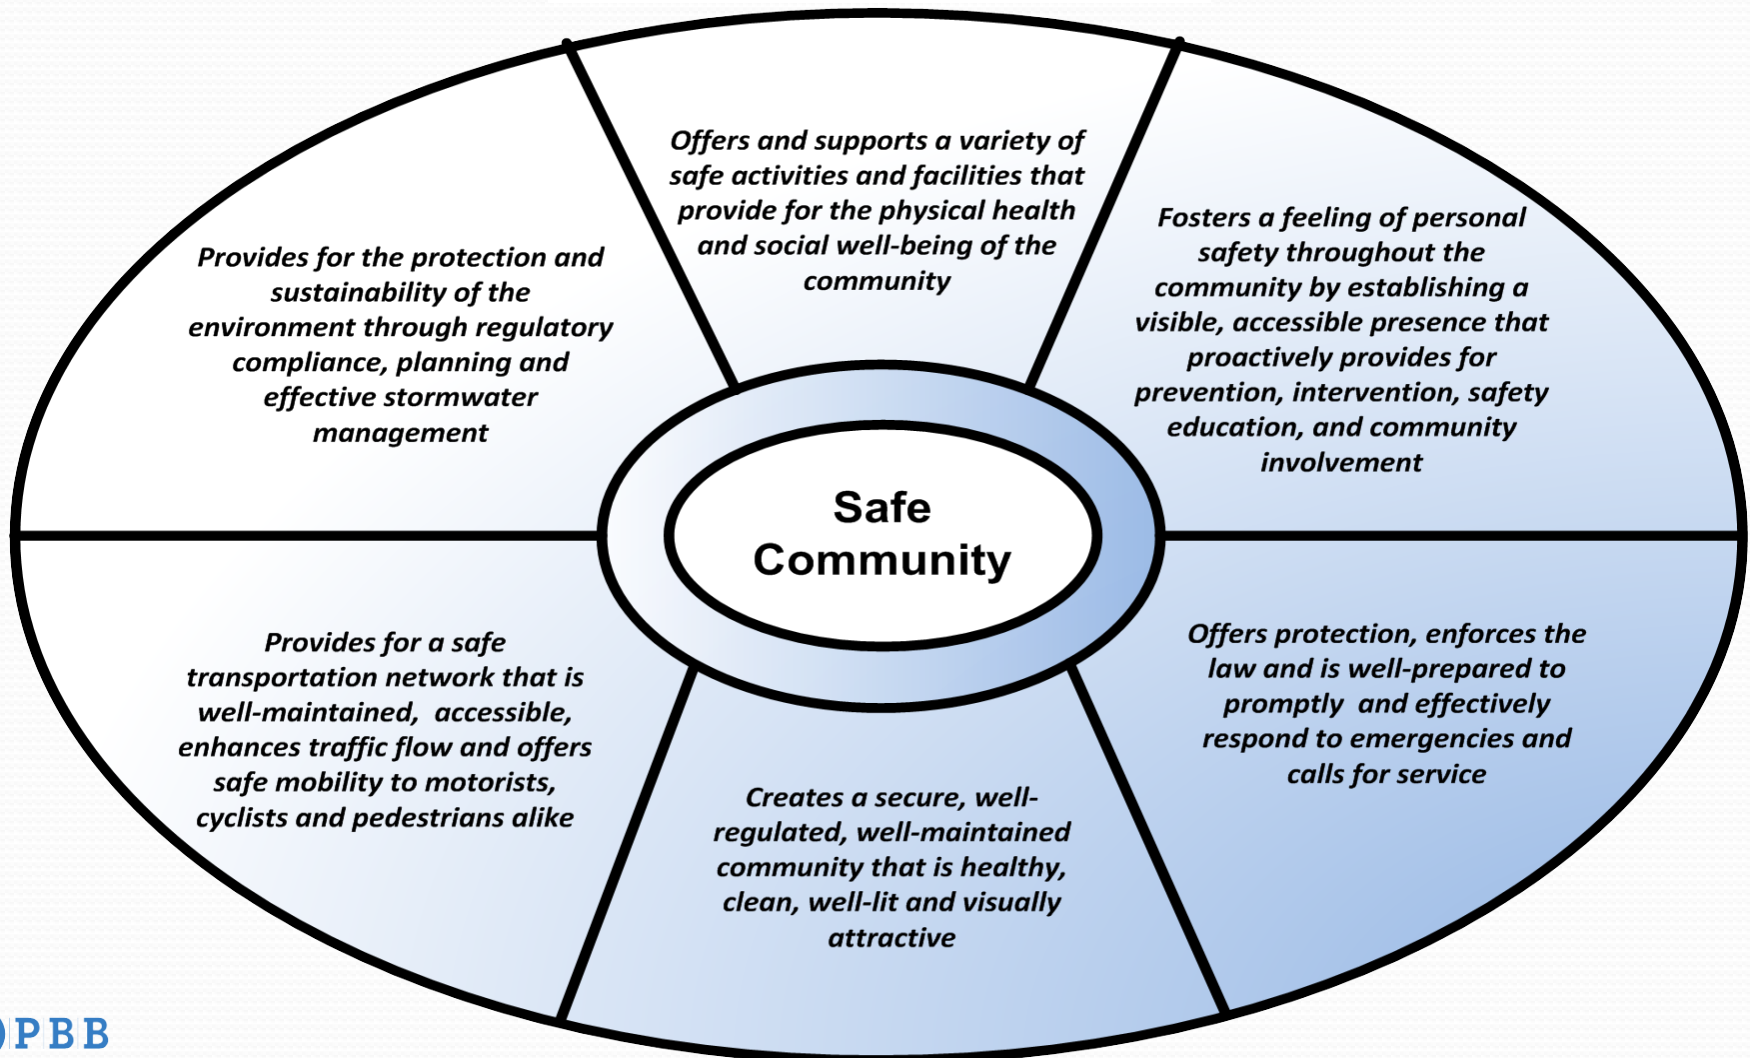 Offers and supports a variety of
safe activities and facilities that
provide for the physical health
and social well-being of the
community
Fosters a feeling of personal
safety throughout the
community by establishing a
visible, accessible presence that
proactively provides for
prevention, intervention, safety
education, and community
involvement
Provides for the protection and
sustainability of the
environment through regulatory
compliance, planning and
effective stormwater
management
Safe
Community
Offers protection, enforces the
law and is well-prepared to
promptly  and effectively
respond to emergencies and
calls for service
Provides for a safe
transportation network that is
well-maintained,  accessible,
enhances traffic flow and offers
safe mobility to motorists,
cyclists and pedestrians alike
Creates a secure, well-
regulated, well-maintained
community that is healthy,
clean, well-lit and visually
attractive
PBB